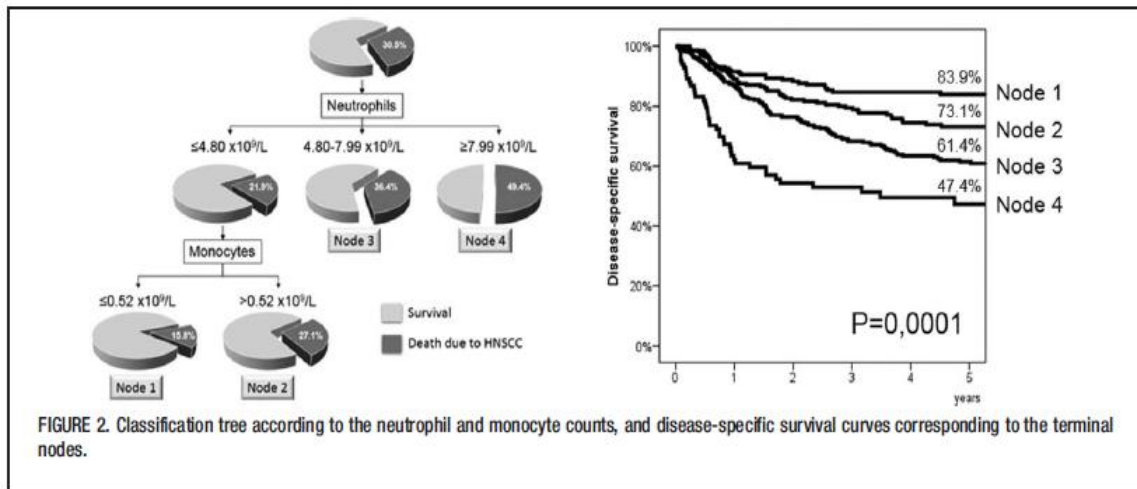 30.5%
Neutrophils
≤4.80 x10⁹/L 4.80-7.99 x10⁹/L ≥7.99 x10⁹/L
21.9% 36.4% 49.4%
Node 3 Node 4
Monocytes
≤0.52 x10⁹/L >0.52 x10⁹/L
15.8% 27.1%
Node 1 Node 2
Survival
Death due to HNSCC
Disease-specific survival
100%
80%
60%
40%
20%
0%
83.9% Node 1
73.1% Node 2
61.4% Node 3
47.4% Node 4
P=0,0001
0 1 2 3 4 5
years
FIGURE 2. Classification tree according to the neutrophil and monocyte counts, and disease-specific survival curves corresponding to the terminal
nodes.